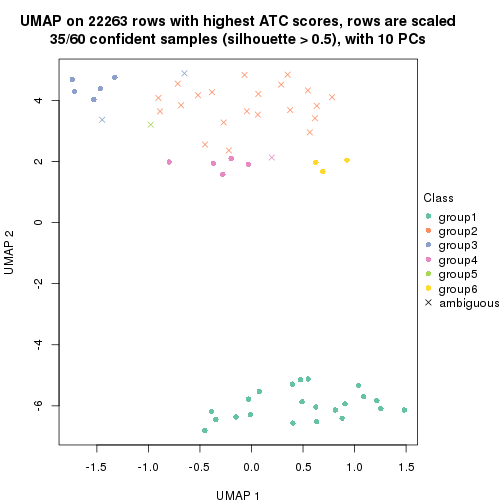 UMAP on 22263 rows with highest ATC scores, rows are scaled
35/60 confident samples (silhouette > 0.5), with 10 PCs
4
2
0
-2
-4
-6
UMAP 2
-1.5 -1.0 -0.5 0.0 0.5 1.0 1.5
UMAP 1
Class
group1
group2
group3
group4
group5
group6
ambiguous